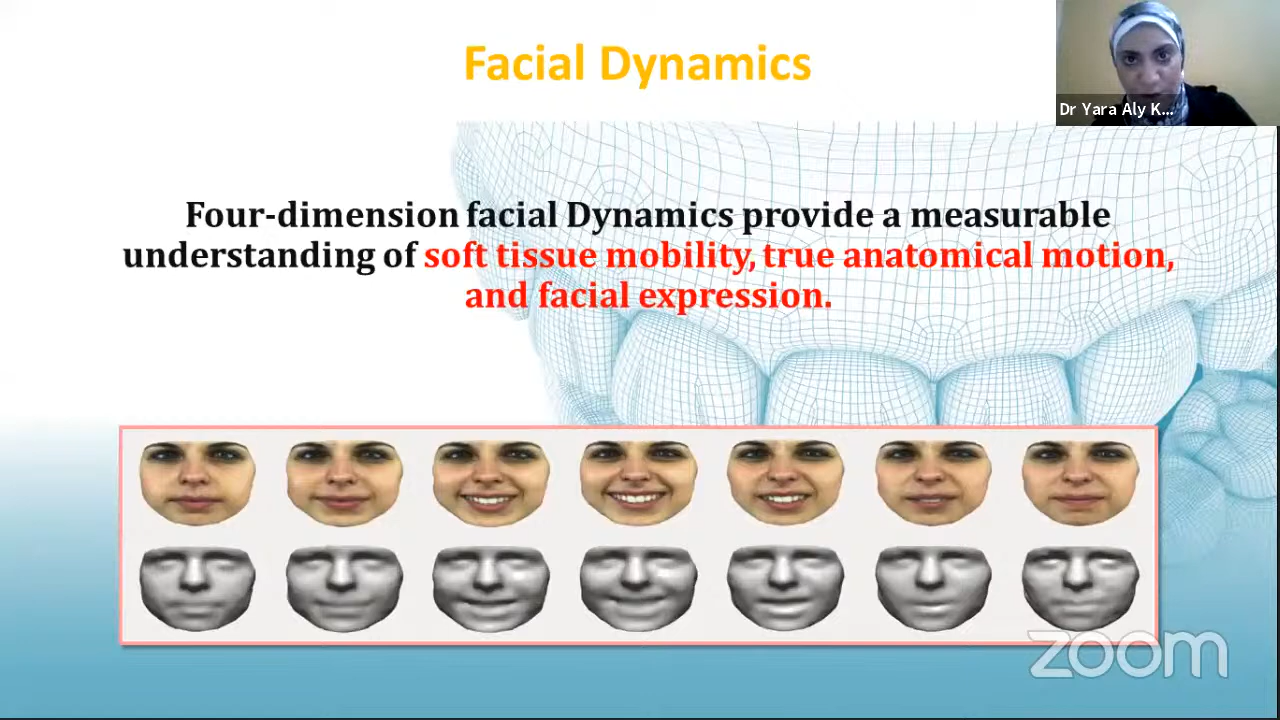 Facial Dynamics
Dr Yara Aly K...
Four-dimension facial Dynamics provide a measurable
understanding of soft tissue mobility, true anatomical motion,
and facial expression.
zoom